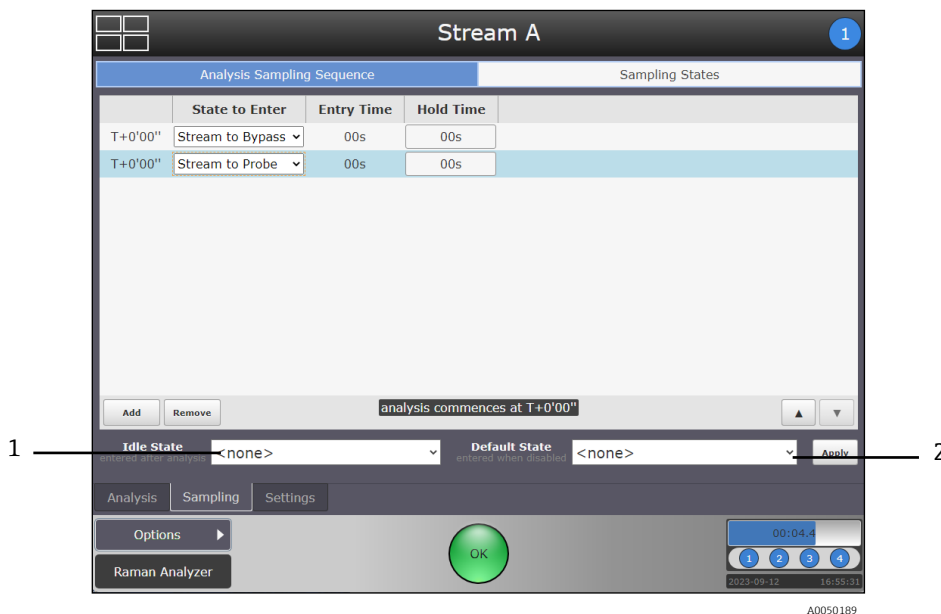 Stream A
1
Analysis Sampling Sequence
Sampling States
State to Enter Entry Time Hold Time
T+0'00" Stream to Bypass 00s 00s
T+0'00" Stream to Probe 00s 00s
Add Remove analysis commences at T+0'00" ▲ ▼
1
Idle State
entered after analysis
<none>
Default State
entered when disabled
<none>
Apply
2
Analysis Sampling Settings
Options
00:04.4
OK
1 2 3 4
Raman Analyzer
2023-09-12 16:55:31
A0050189